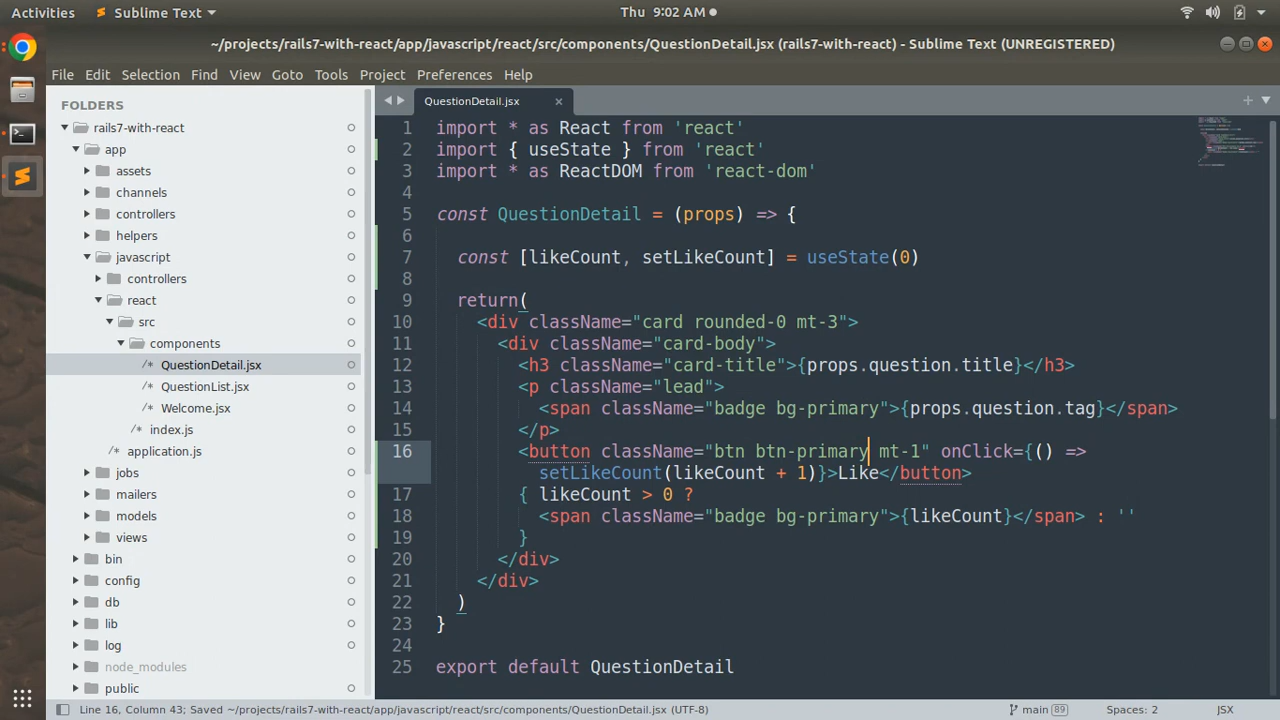 Activities Sublime Text Thu 9:02 AM
~/projects/rails7-with-react/app/javascript/react/src/components/QuestionDetail.jsx (rails7-with-react) - Sublime Text (UNREGISTERED)
File Edit Selection Find View Goto Tools Project Preferences Help
FOLDERS
rails7-with-react
app
assets
channels
controllers
helpers
javascript
controllers
react
src
components
/* QuestionDetail.jsx
/* QuestionList.jsx
/* Welcome.jsx
/* index.js
/* application.js
jobs
mailers
models
views
bin
config
db
lib
log
node_modules
public
QuestionDetail.jsx ×
1 import * as React from 'react'
2 import { useState } from 'react'
3 import * as ReactDOM from 'react-dom'
4
5 const QuestionDetail = (props) => {
6
7 const [likeCount, setLikeCount] = useState(0)
8
9 return(
10 <div className="card rounded-0 mt-3">
11 <div className="card-body">
12 <h3 className="card-title">{props.question.title}</h3>
13 <p className="lead">
14 <span className="badge bg-primary">{props.question.tag}</span>
15 </p>
16 <button className="btn btn-primary mt-1" onClick={() =>
setLikeCount(likeCount + 1)}>Like</button>
17 { likeCount > 0 ?
18 <span className="badge bg-primary">{likeCount}</span> : ''
19 }
20 </div>
21 </div>
22 )
23 }
24
25 export default QuestionDetail
Line 16, Column 43; Saved ~/projects/rails7-with-react/app/javascript/react/src/components/QuestionDetail.jsx (UTF-8) main 89 Spaces: 2 JSX